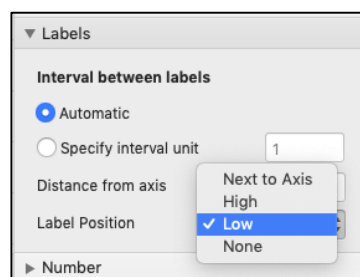 Labels
Interval between labels
Automatic
Specify interval unit 1
Distance from axis
Next to Axis
High
Label Position
✓ Low
None
Number